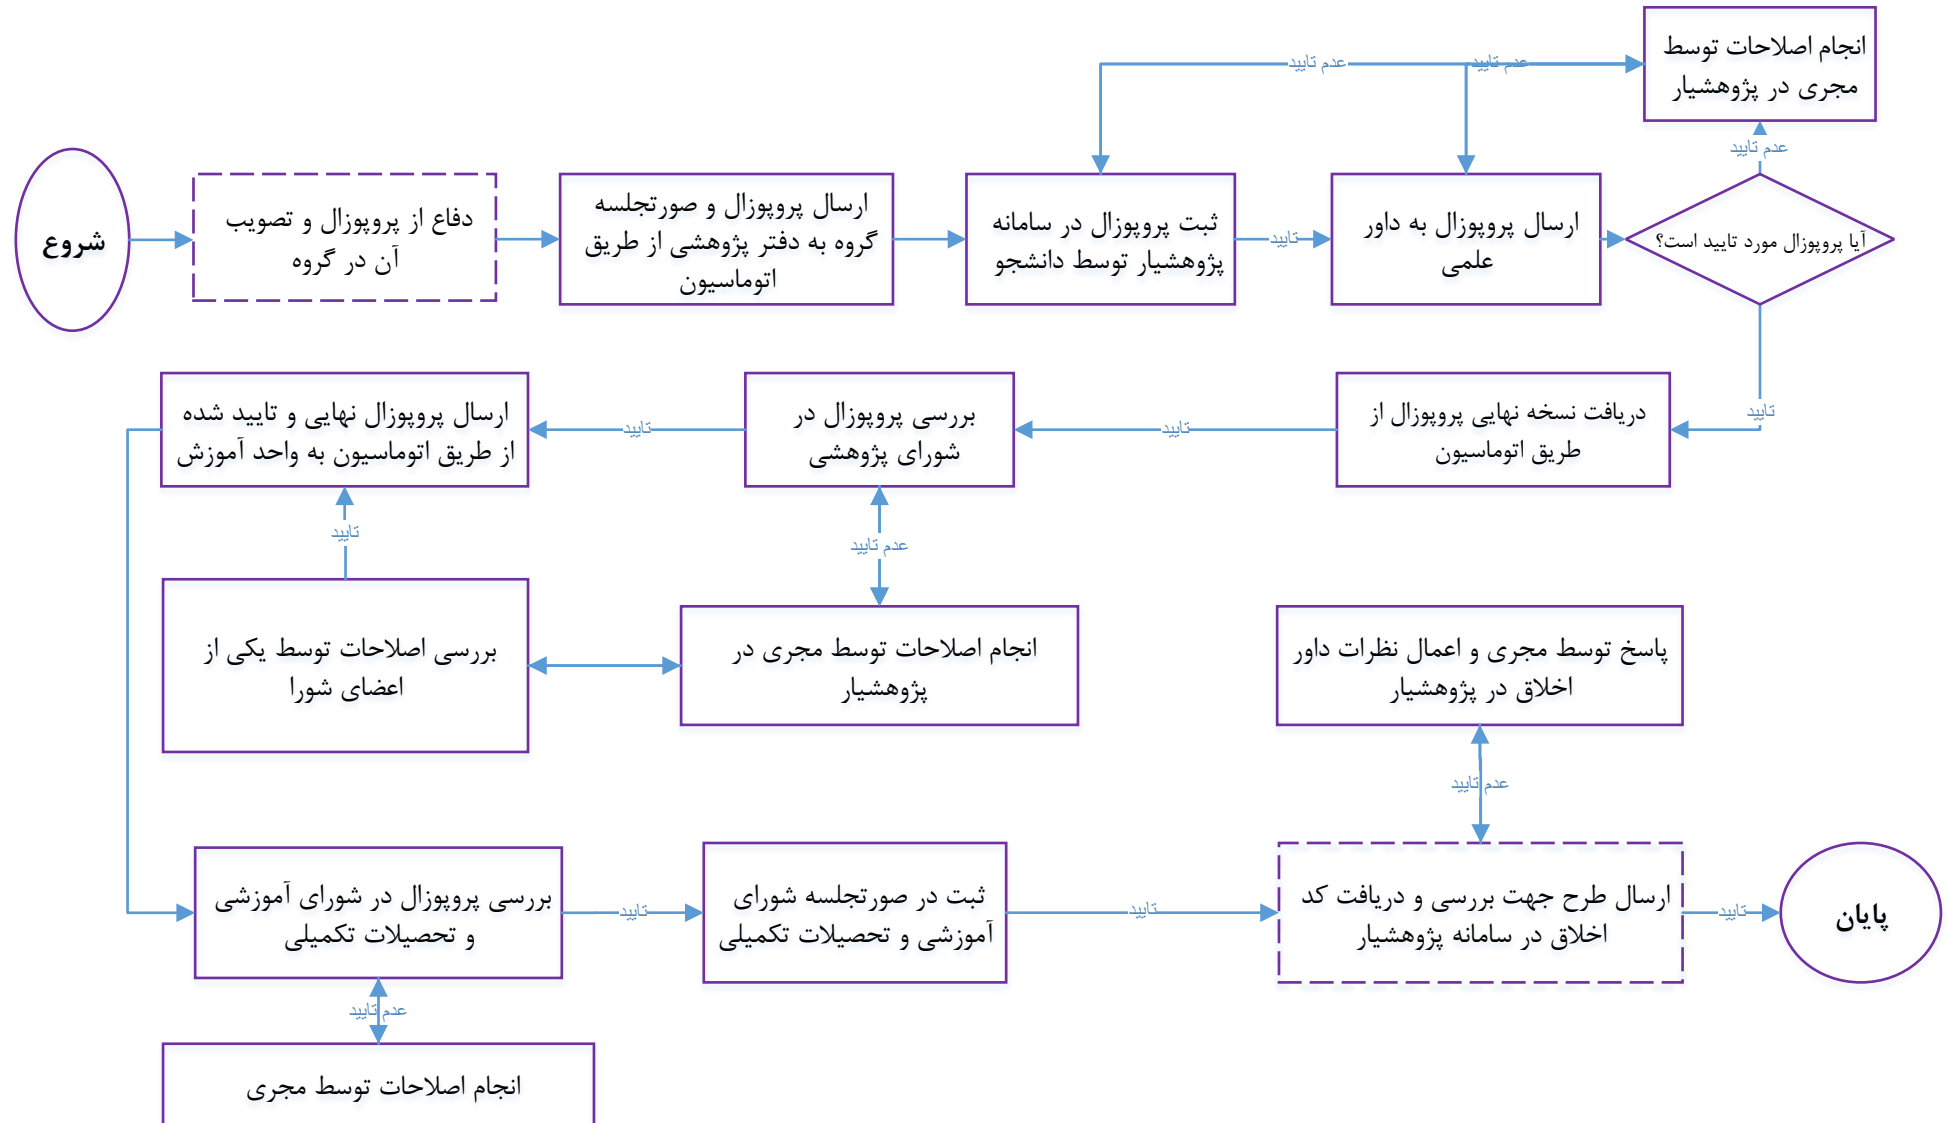 انجام اصلاحات توسط
مجری در پژوهشیار
عدم تایید
عدم تایید
عدم تایید
شروع
دفاع از پروپوزال و تصویب
آن در گروه
ارسال پروپوزال و صورتجلسه
گروه به دفتر پژوهشی از طریق
اتوماسیون
ثبت پروپوزال در سامانه
پژوهشیار توسط دانشجو
تایید
ارسال پروپوزال به داور
علمی
آیا پروپوزال مورد تایید است؟
تایید
دریافت نسخه نهایی پروپوزال از
طریق اتوماسیون
تایید
بررسی پروپوزال در
شورای پژوهشی
تایید
ارسال پروپوزال نهایی و تایید شده
از طریق اتوماسیون به واحد آموزش
تایید
عدم تایید
بررسی اصلاحات توسط یکی از
اعضای شورا
انجام اصلاحات توسط مجری در
پژوهشیار
پاسخ توسط مجری و اعمال نظرات داور
اخلاق در پژوهشیار
عدم تایید
بررسی پروپوزال در شورای آموزشی
و تحصیلات تکمیلی
تایید
ثبت در صورتجلسه شورای
آموزشی و تحصیلات تکمیلی
تایید
ارسال طرح جهت بررسی و دریافت کد
اخلاق در سامانه پژوهشیار
تایید
پایان
عدم تایید
انجام اصلاحات توسط مجری